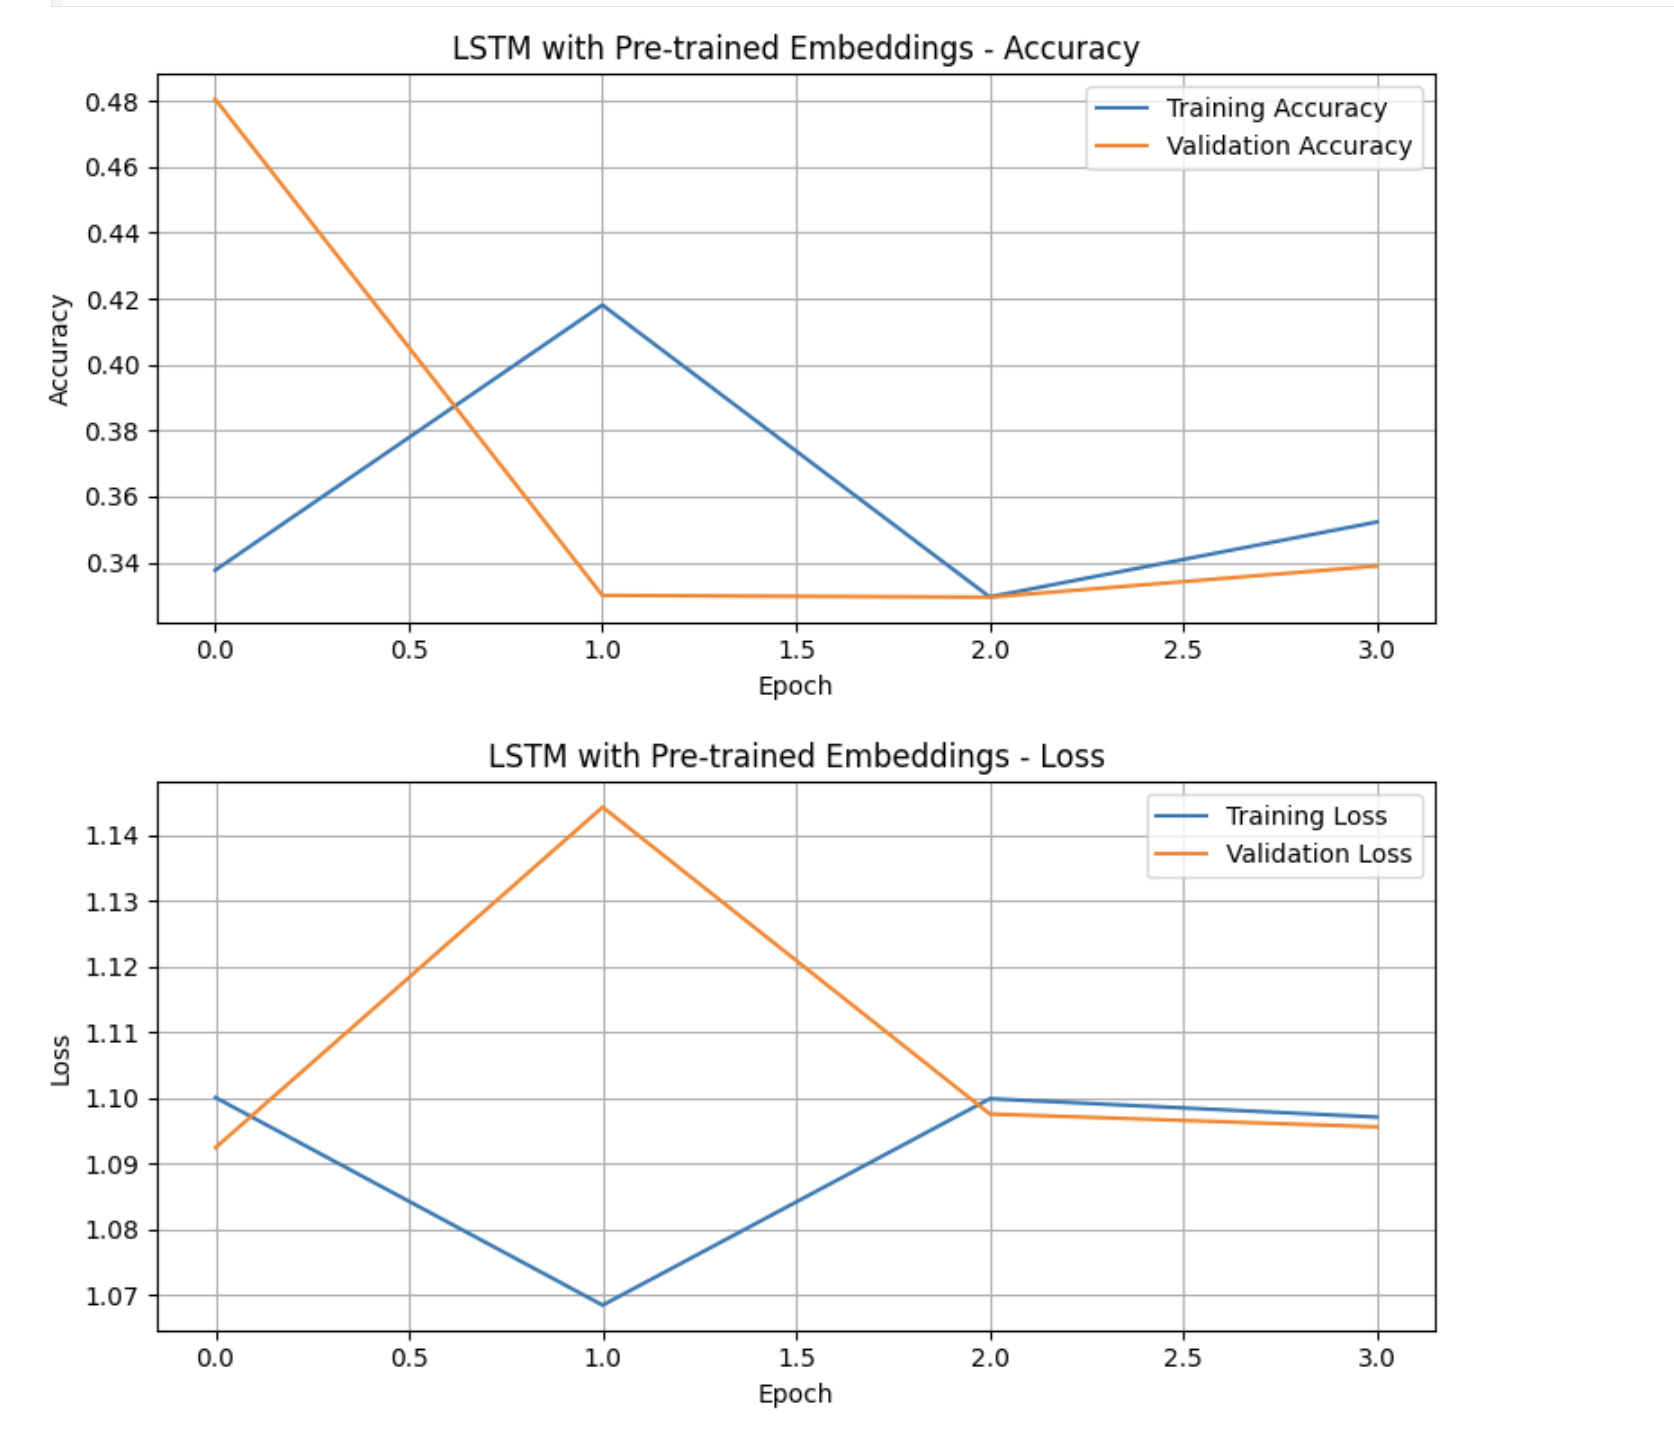 LSTM with Pre-trained Embeddings - Accuracy
Training Accuracy
Validation Accuracy
0.48
0.46
0.44
0.42
0.40
0.38
0.36
0.34
Accuracy
0.0 0.5 1.0 1.5 2.0 2.5 3.0
Epoch
LSTM with Pre-trained Embeddings - Loss
Training Loss
Validation Loss
1.14
1.13
1.12
1.11
1.10
1.09
1.08
1.07
Loss
0.0 0.5 1.0 1.5 2.0 2.5 3.0
Epoch